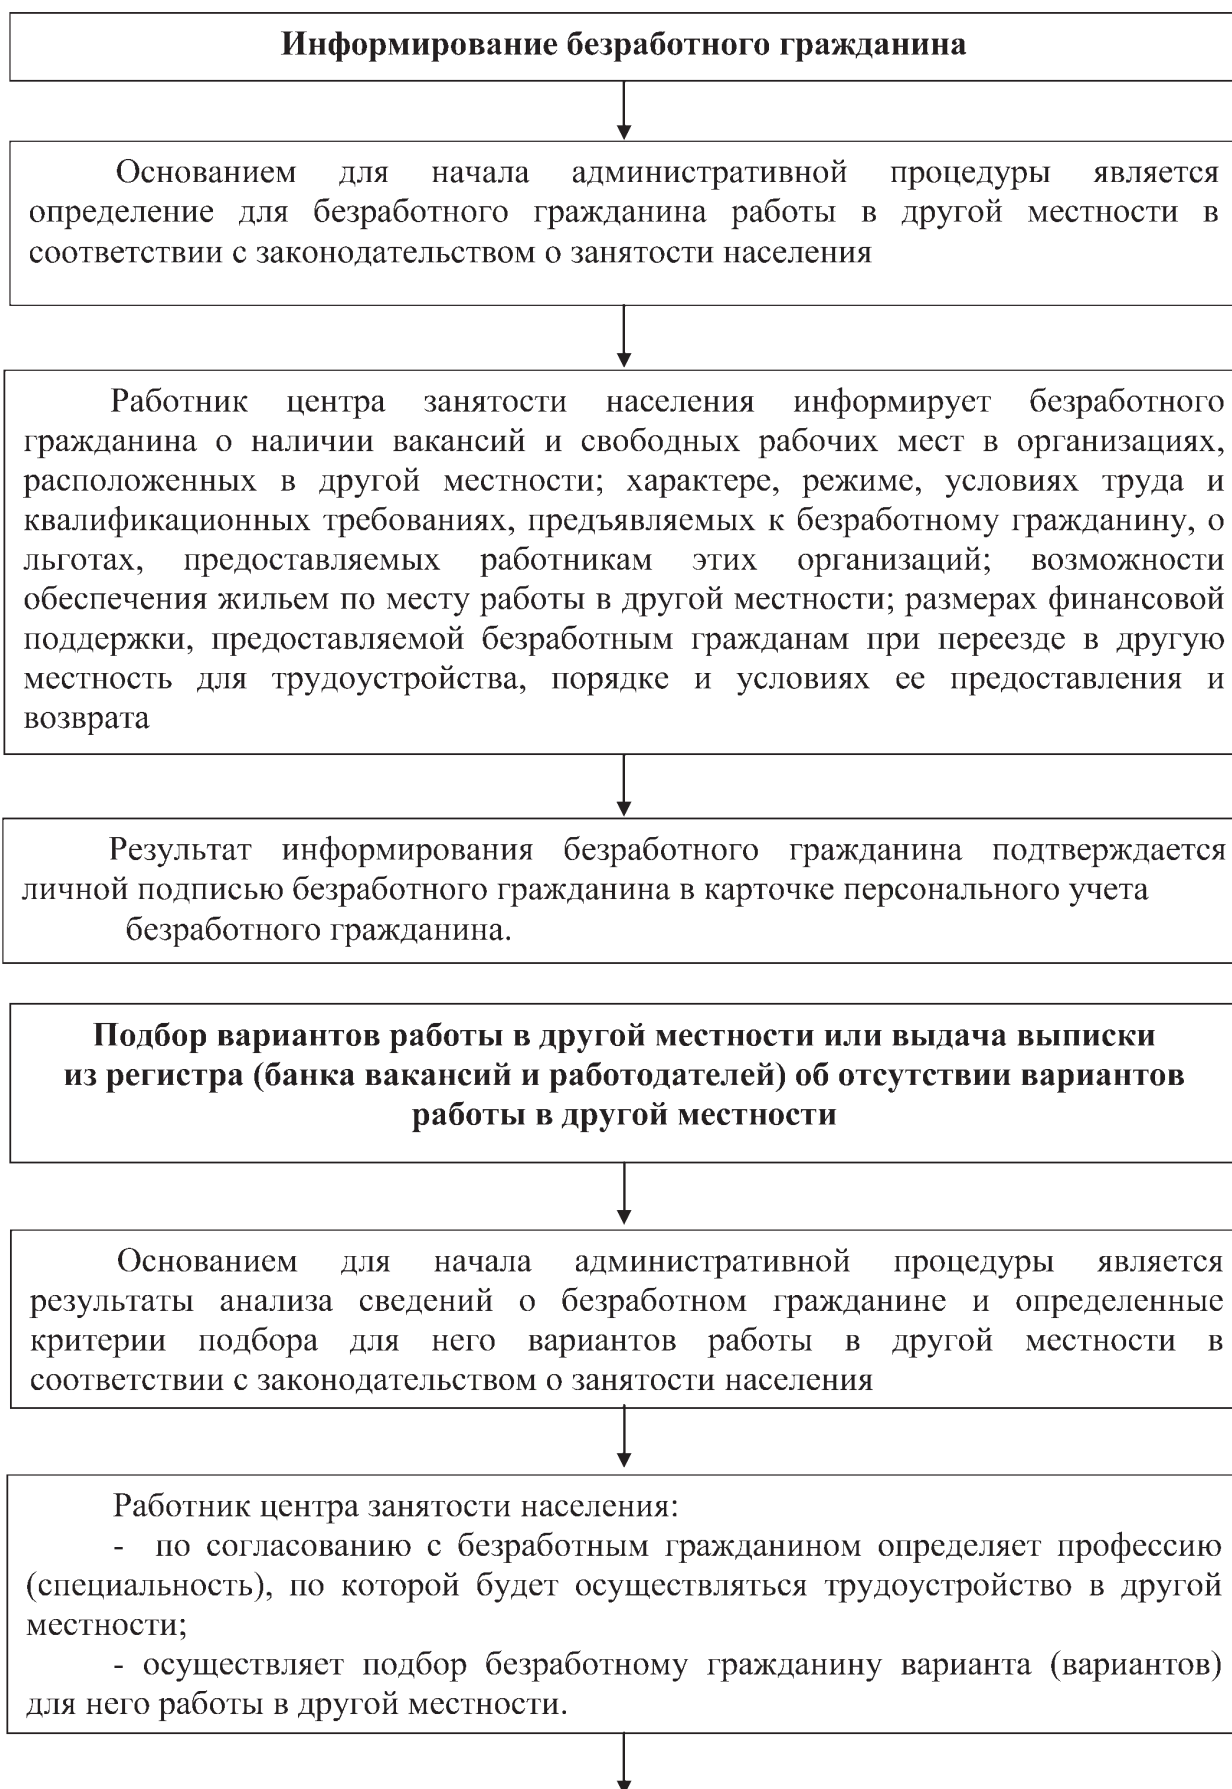 Информирование безработного гражданина
Основанием для начала административной процедуры является
определение для безработного гражданина работы в другой местности в
соответствии с законодательством о занятости населения
Работник центра занятости населения информирует безработного
гражданина о наличии вакансий и свободных рабочих мест в организациях,
расположенных в другой местности; характере, режиме, условиях труда и
квалификационных требованиях, предъявляемых к безработному гражданину, о
льготах, предоставляемых работникам этих организаций; возможности
обеспечения жильем по месту работы в другой местности; размерах финансовой
поддержки, предоставляемой безработным гражданам при переезде в другую
местность для трудоустройства, порядке и условиях ее предоставления и
возврата
Результат информирования безработного гражданина подтверждается
личной подписью безработного гражданина в карточке персонального учета
безработного гражданина.
Подбор вариантов работы в другой местности или выдача выписки
из регистра (банка вакансий и работодателей) об отсутствии вариантов
работы в другой местности
Основанием для начала административной процедуры является
результаты анализа сведений о безработном гражданине и определенные
критерии подбора для него вариантов работы в другой местности в
соответствии с законодательством о занятости населения
Работник центра занятости населения:
- по согласованию с безработным гражданином определяет профессию
(специальность), по которой будет осуществляться трудоустройство в другой
местности;
- осуществляет подбор безработному гражданину варианта (вариантов)
для него работы в другой местности.